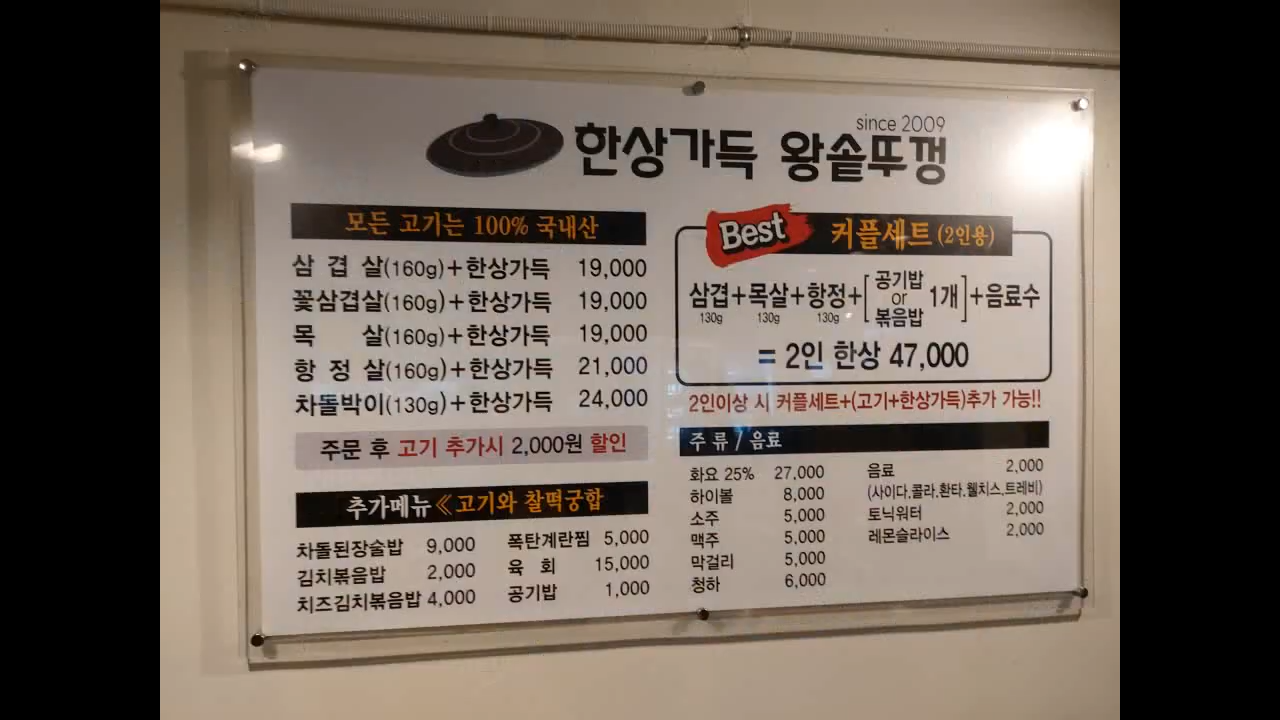 since 2009
한상가득 왕솥뚜껑
모든 고기는 100% 국내산
삼 겹 살(160g)+한상가득 19,000
꽃삼겹살(160g)+한상가득 19,000
목 살(160g)+한상가득 19,000
항 정 살(160g)+한상가득 21,000
차돌박이(130g)+한상가득 24,000
주문 후 고기 추가시 2,000원 할인
추가메뉴《고기와 찰떡궁합
차돌된장술밥 9,000
김치볶음밥 2,000
치즈김치볶음밥 4,000
폭탄계란찜 5,000
육 회 15,000
공기밥 1,000
Best 커플세트(2인용)
삼겹+목살+항정+[공기밥 or 볶음밥 1개]+음료수
130g 130g 130g
= 2인 한상 47,000
2인이상 시 커플세트+(고기+한상가득)추가 가능!!
주 류 / 음료
화요 25% 27,000
하이볼 8,000
소주 5,000
맥주 5,000
막걸리 5,000
청하 6,000
음료 2,000
(사이다,콜라,환타,웰치스,트레비)
토닉워터 2,000
레몬슬라이스 2,000